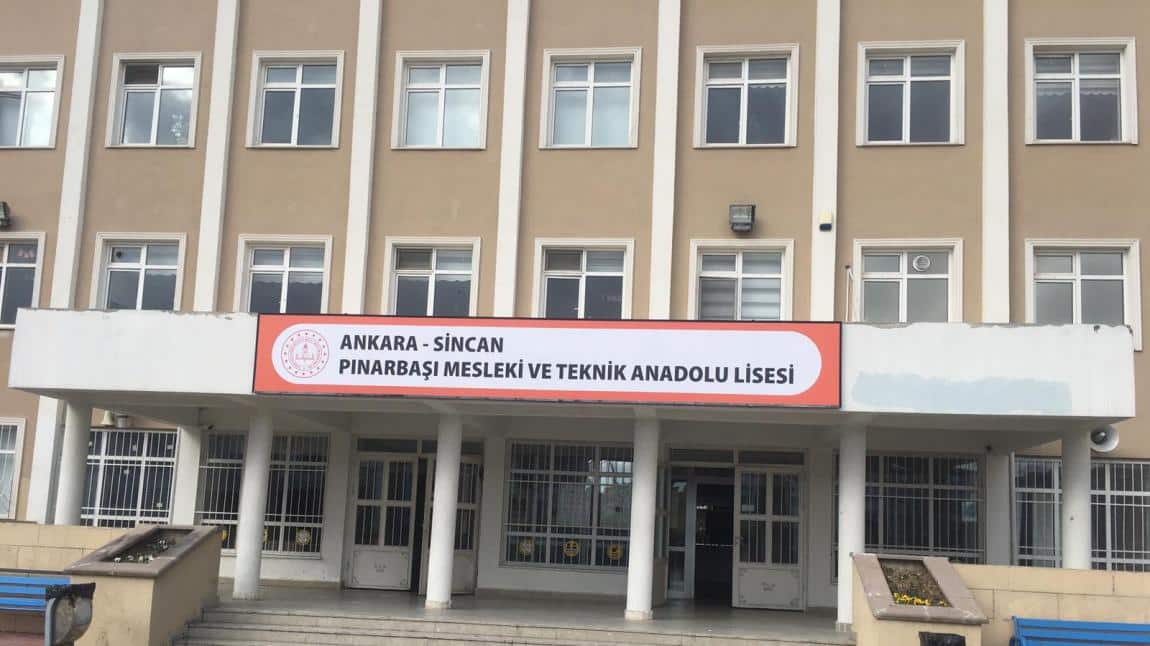 ANKARA - SİNCAN
PINARBAŞI MESLEKİ VE TEKNİK ANADOLU LİSESİ